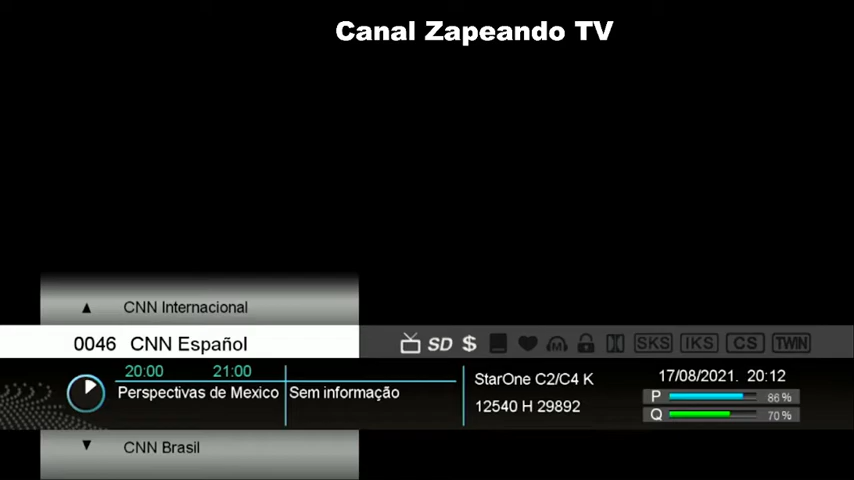 Canal Zapeando TV
▲ CNN Internacional
0046 CNN Español SD $ SKS IKS CS TWIN
20:00 21:00
Perspectivas de Mexico Sem informação
StarOne C2/C4 K
12540 H 29892
17/08/2021. 20:12
P 86%
Q 70%
▼ CNN Brasil